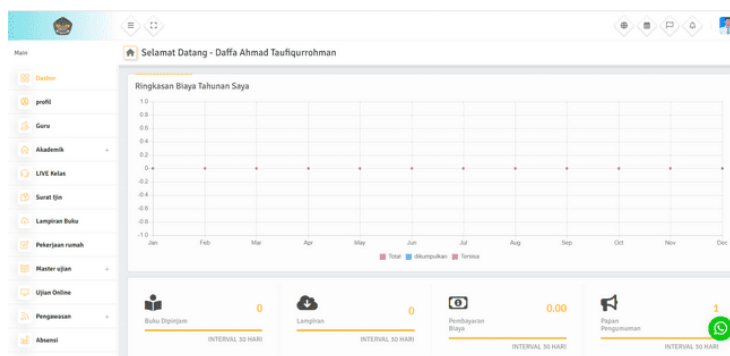 Main
Selamat Datang - Daffa Ahmad Taufiqurrohman
Dasbor
profil
Guru
Akademik
LIVE Kelas
Surat Ijin
Lampiran Buku
Pekerjaan rumah
Master ujian
Ujian Online
Pengawasan
Absensi
Ringkasan Biaya Tahunan Saya
1.0
0.8
0.6
0.4
0.2
0
-0.2
-0.4
-0.6
-0.8
-1.0
Jan Feb Mar Apr May Jun Jul Aug Sep Oct Nov Dec
Total dikumpulkan Tersisa
0
Buku Dipinjam
INTERVAL 30 HARI
0
Lampiran
INTERVAL 30 HARI
0.00
Pembayaran
Biaya
INTERVAL 30 HARI
1
Papan
Pengumuman
INTERVAL 30 HARI